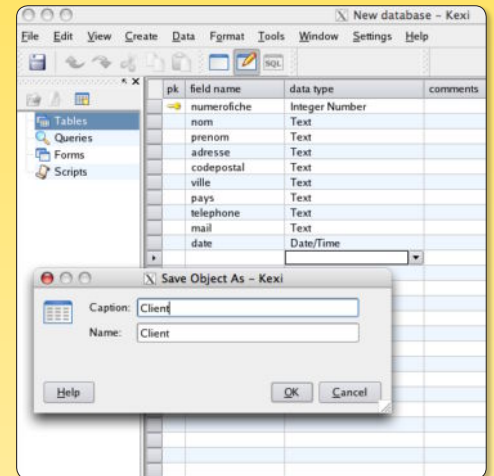 New database – Kexi
File Edit View Create Data Format Tools Window Settings Help
SQL
pk field name data type comments
numerofiche Integer Number
nom Text
prenom Text
adresse Text
codepostal Text
ville Text
pays Text
telephone Text
mail Text
date Date/Time
Tables
Queries
Forms
Scripts
Save Object As – Kexi
Caption: Client
Name: Client
Help OK Cancel